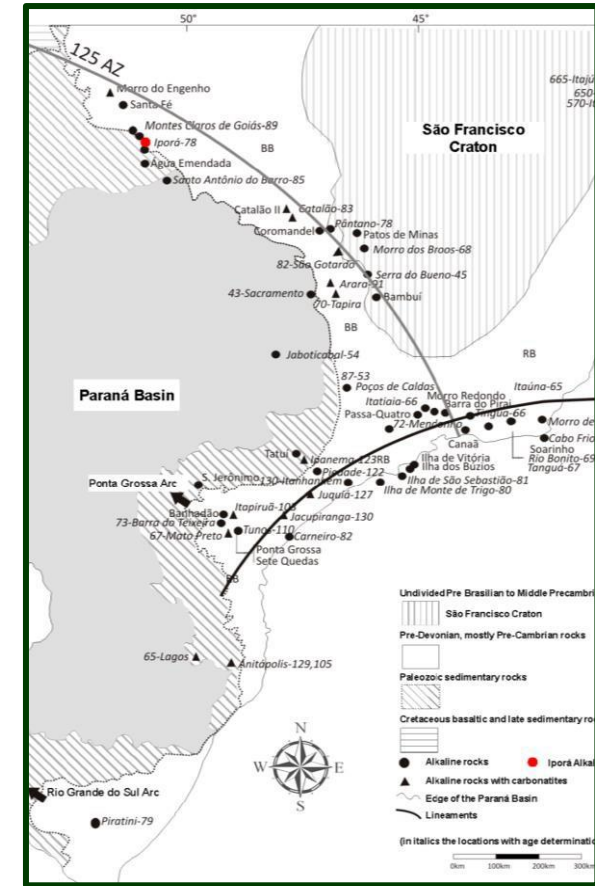 50°
45°
125 AZ
665-Itajú
650-
570-It
Morro do Engenho
Santa Fé
São Francisco
Craton
Montes Claros de Goiás-89
Iporá-78
BB
Água Emendada
Santo Antônio do Barro-85
Catalão II
Catalão-83
Pântano-78
Coromandel
Patos de Minas
Morro dos Broos-68
82-São Gotardo
Serra do Bueno-45
Arara-91
43-Sacramento
70-Tapira
Bambuí
BB
RB
Jaboticabal-54
87-53
Poços de Caldas
Itaúna-65
Paraná Basin
Itatiaia-66
Morro Redondo
Barra do Piraí
Passa-Quatro
Tinguá-66
72-Mendanha
Morro de
Canaã
Cabo Frio
Soarinho
Rio Bonito-69
Tanguá-67
Tatuí
Ipanema-123
RB
Ilha de Vitória
Ilha dos Búzios
Piedade-122
Ponta Grossa Arc
S. Jerônimo
130-Itanhanhém
Ilha de São Sebastião-81
Juquiá-127
Ilha de Monte de Trigo-80
Itapiruã-103
Banhadão
Jacupiranga-130
73-Barra do Teixeira
Tunas-110
67-Mato Preto
Carneiro-82
Ponta Grossa
Sete Quedas
RB
Undivided Pre Brasilian to Middle Precambri
São Francisco Craton
Pre-Devonian, mostly Pre-Cambrian rocks
65-Lagos
Anitápolis-129,105
Paleozoic sedimentary rocks
Cretaceous basaltic and late sedimentary ro
N
W
E
S
Alkaline rocks
Iporá Alkal
Alkaline rocks with carbonatites
Edge of the Paraná Basin
Rio Grande do Sul Arc
Lineaments
Piratini-79
(in italics the locations with age determinatio
0km
100km
200km
300km